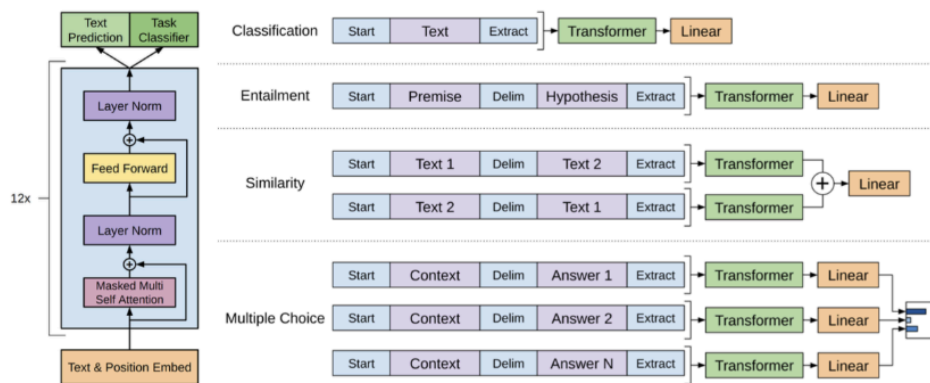 Text
Prediction
Task
Classifier
12x
Layer Norm
Feed Forward
Layer Norm
Masked Multi
Self Attention
Text & Position Embed
Classification
Start Text Extract Transformer Linear
Entailment
Start Premise Delim Hypothesis Extract Transformer Linear
Similarity
Start Text 1 Delim Text 2 Extract Transformer
Start Text 2 Delim Text 1 Extract Transformer
Linear
Multiple Choice
Start Context Delim Answer 1 Extract Transformer Linear
Start Context Delim Answer 2 Extract Transformer Linear
Start Context Delim Answer N Extract Transformer Linear